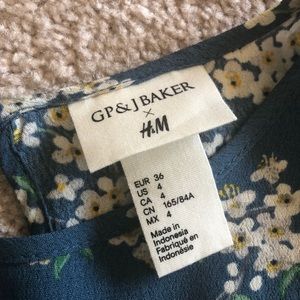 GP & J BAKER
×
H&M
EUR 36
US 4
CA 4
CN 165/84A
MX 4
Made in
Indonesia
Fabriqué en
Indonésie